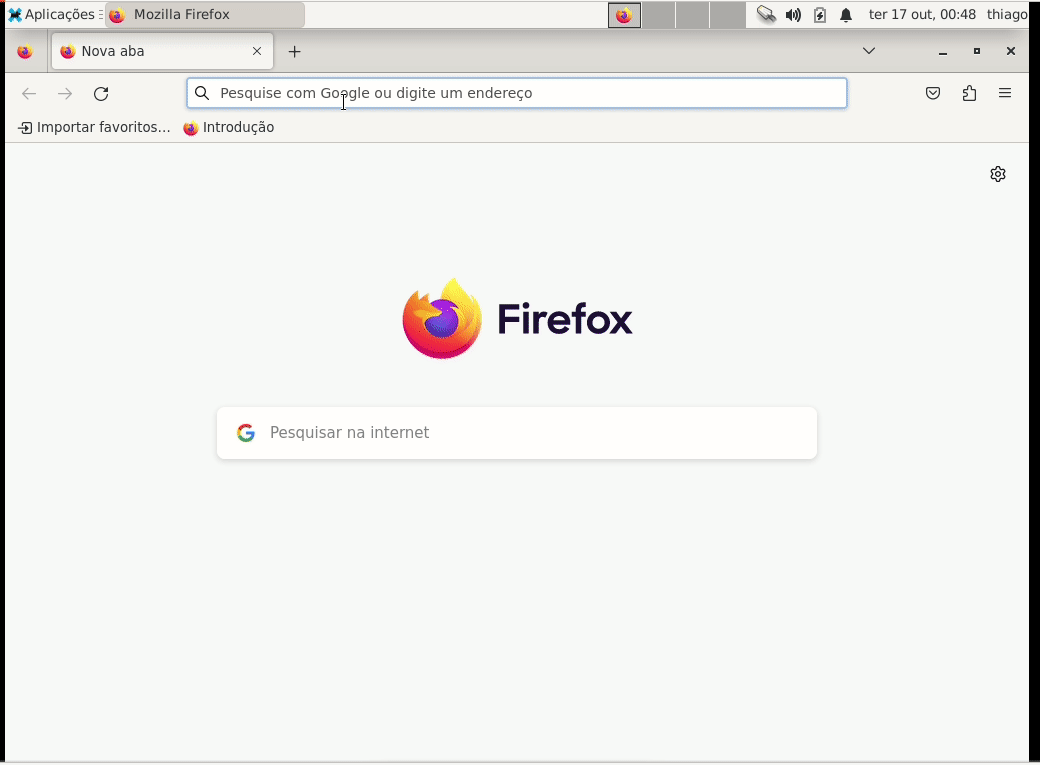 Aplicações
Mozilla Firefox
ter 17 out, 00:48
thiago
Nova aba
Pesquise com Google ou digite um endereço
Importar favoritos...
Introdução
Firefox
Pesquisar na internet